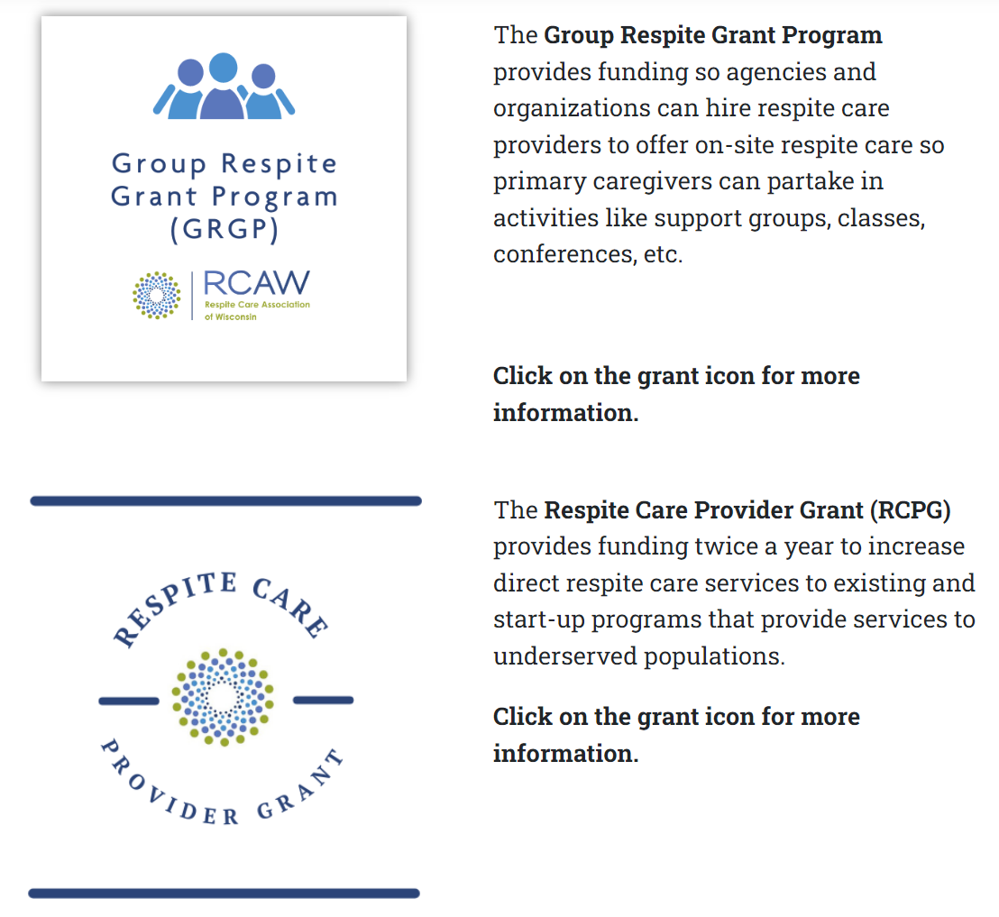 Group Respite
Grant Program
(GRGP)
RCAW
Respite Care Association
of Wisconsin
The Group Respite Grant Program
provides funding so agencies and
organizations can hire respite care
providers to offer on-site respite care so
primary caregivers can partake in
activities like support groups, classes,
conferences, etc.
Click on the grant icon for more
information.
RESPITE CARE
PROVIDER GRANT
The Respite Care Provider Grant (RCPG)
provides funding twice a year to increase
direct respite care services to existing and
start-up programs that provide services to
underserved populations.
Click on the grant icon for more
information.